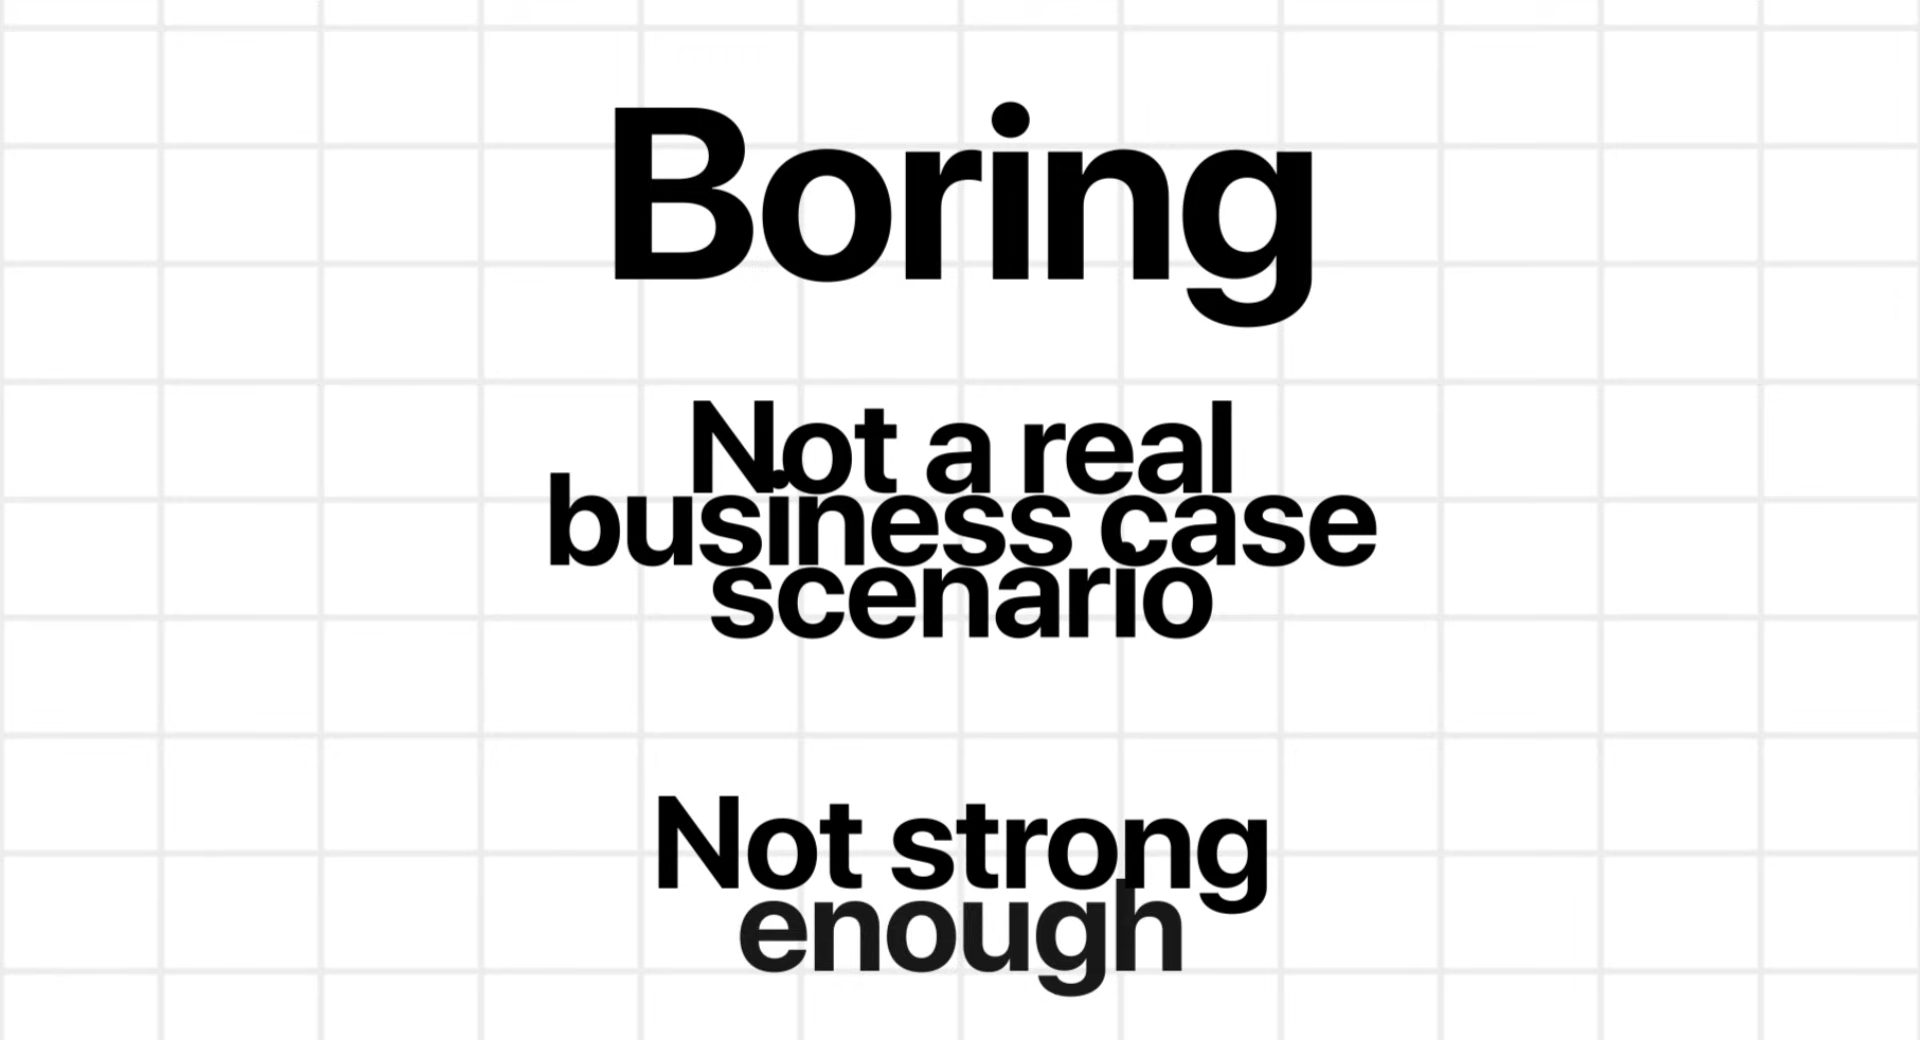 Boring
Not a real
business case
scenario
Not strong
enough